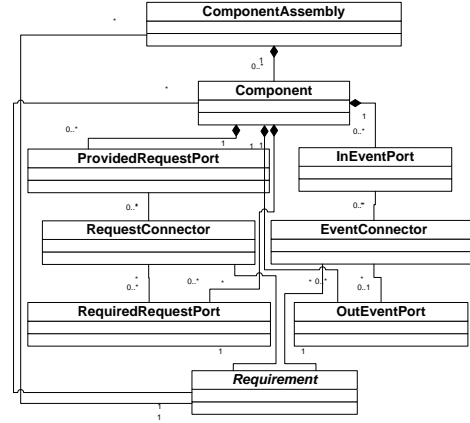 ComponentAssembly
*
1
0..*
Component
*
1
0..*
0..*
1
1
1
ProvidedRequestPort
InEventPort
0..*
*
0..*
*
RequestConnector
EventConnector
*
0..*
0..*
*
*
0..*
*
0..1
RequiredRequestPort
OutEventPort
1
1
Requirement
1
1